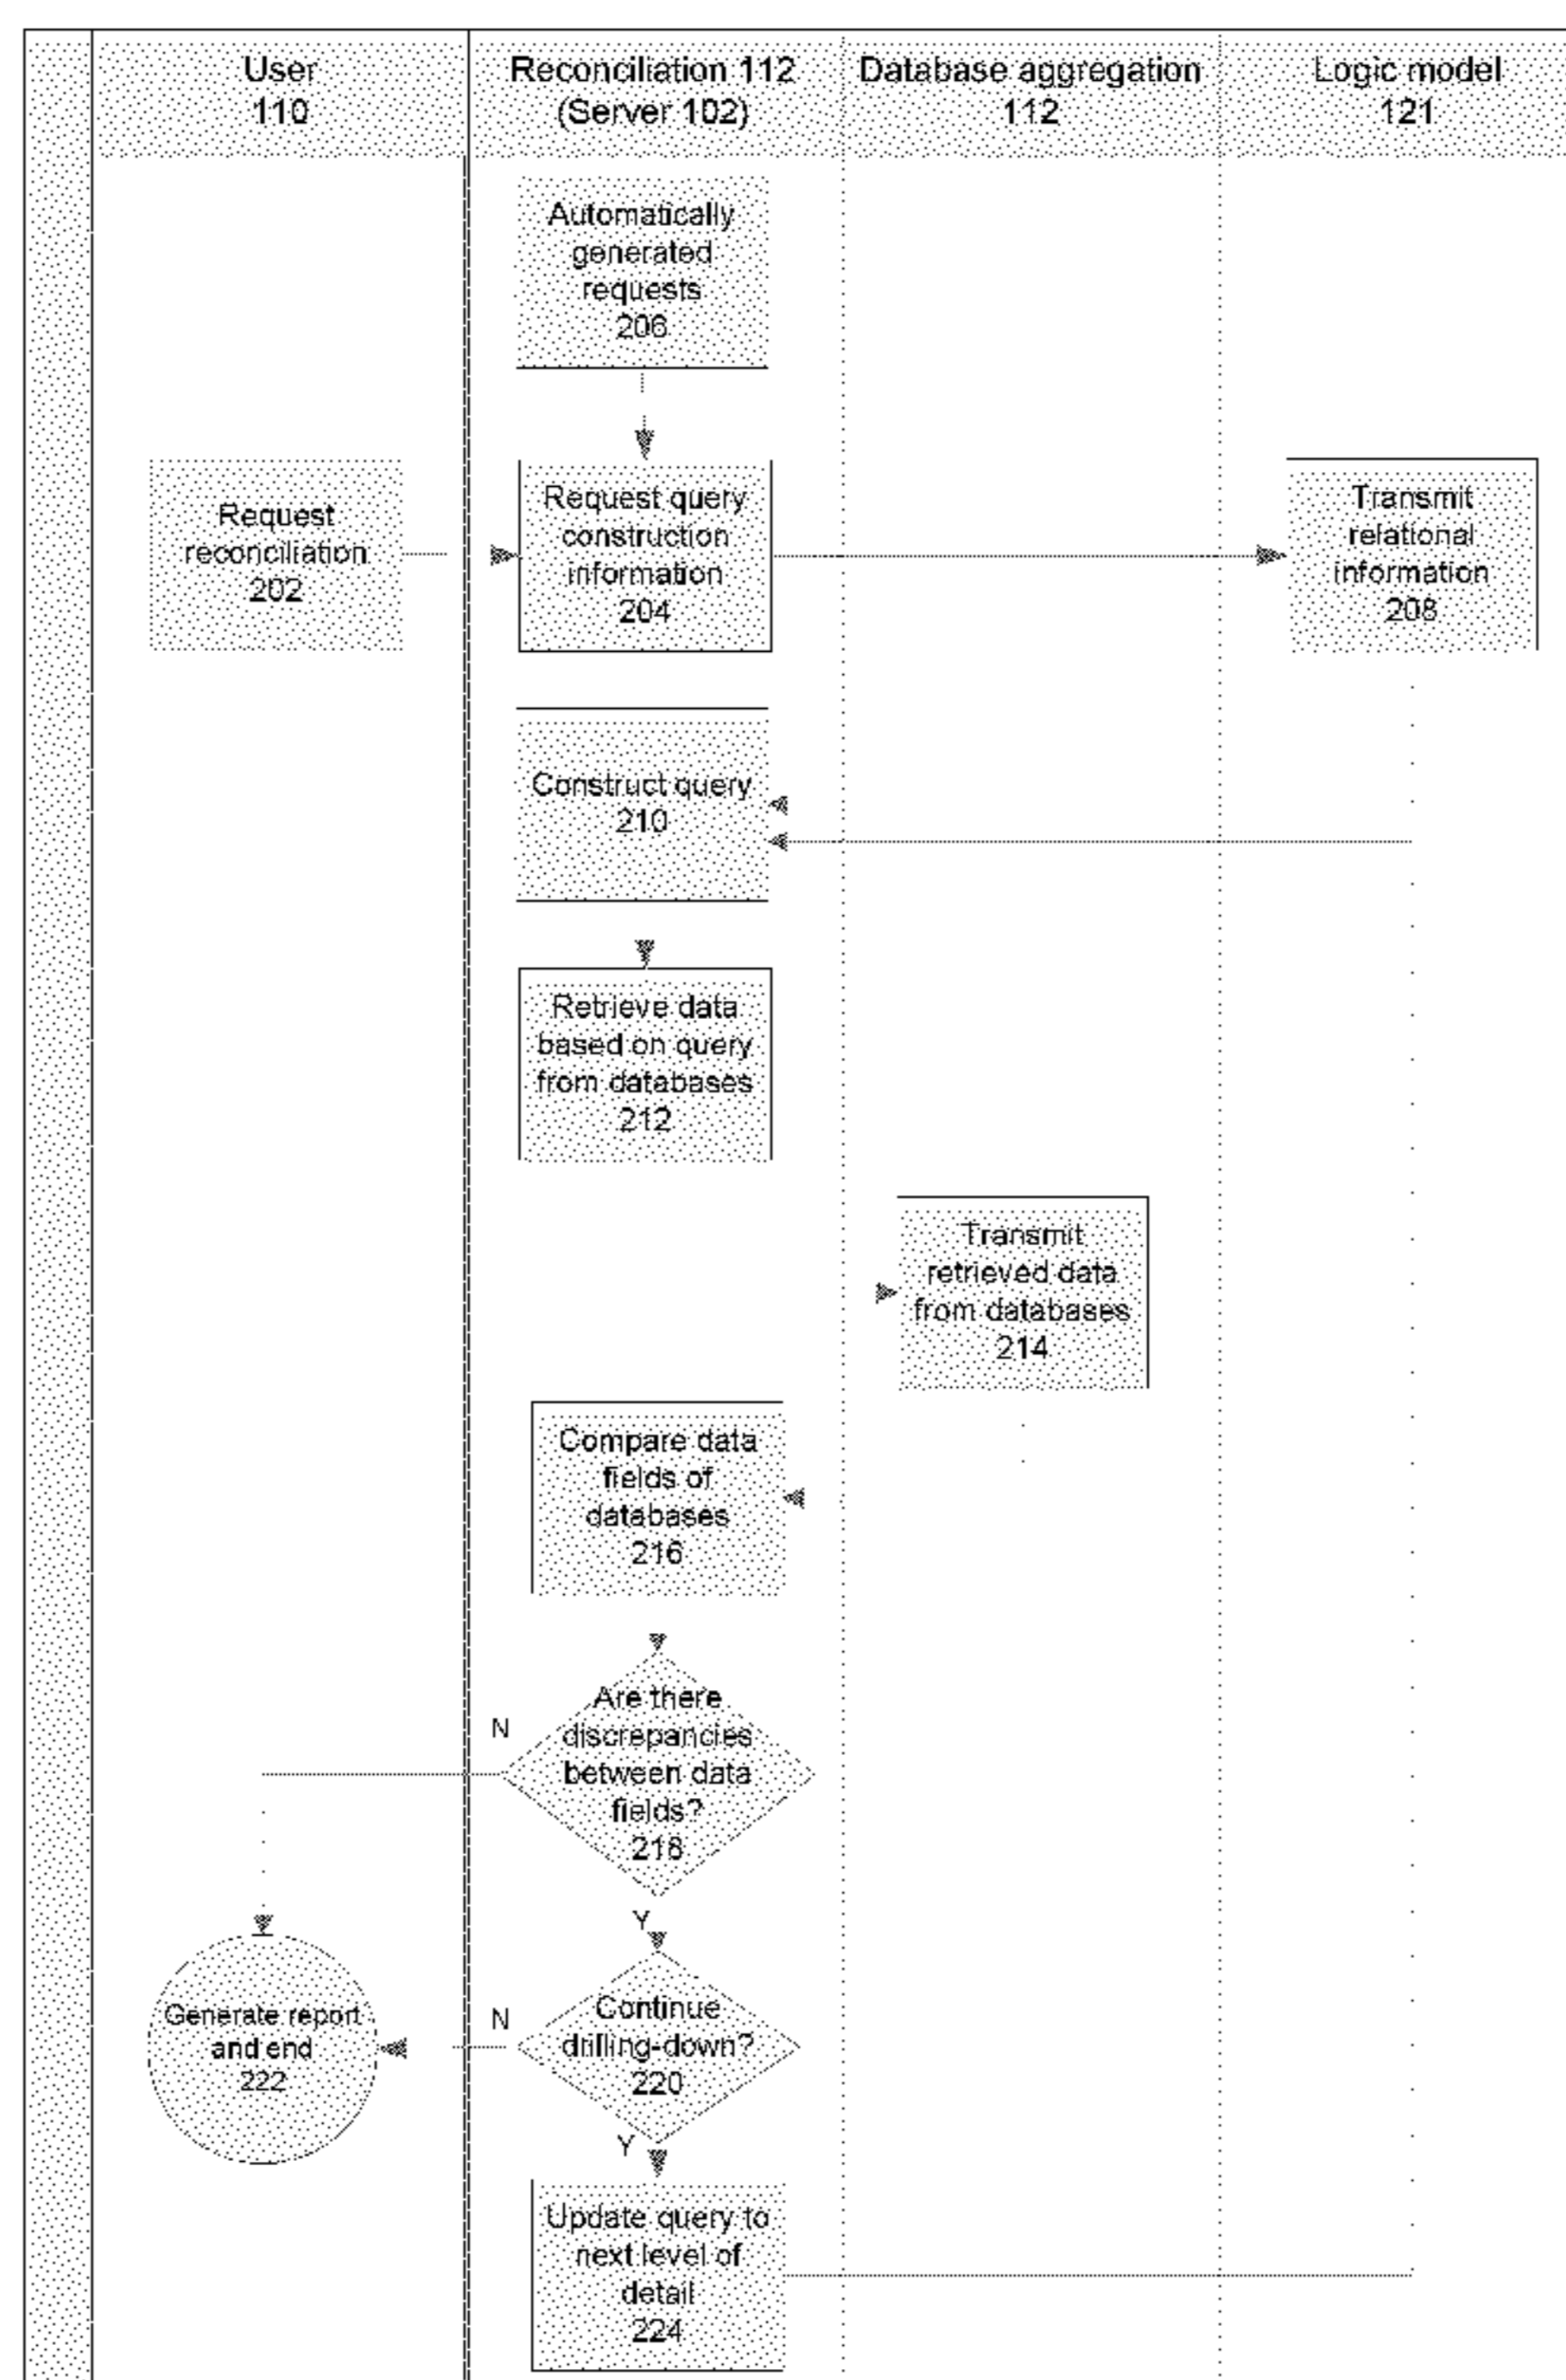 User
110
Reconciliation 112
(Server 102)
Database aggregation
112
Logic model
121
Automatically
generated
requests
206
Request
reconciliation
202
Request query
construction
information
204
Transmit
relational
information
208
Construct query
210
Retrieve data
based on query
from databases
212
Transmit
retrieved data
from databases
214
Compare data
fields of
databases
216
Are there
discrepancies
between data
fields?
218
N
Y
Continue
drilling-down?
220
N
Generate report
and end
222
Y
Update query to
next level of
detail
224